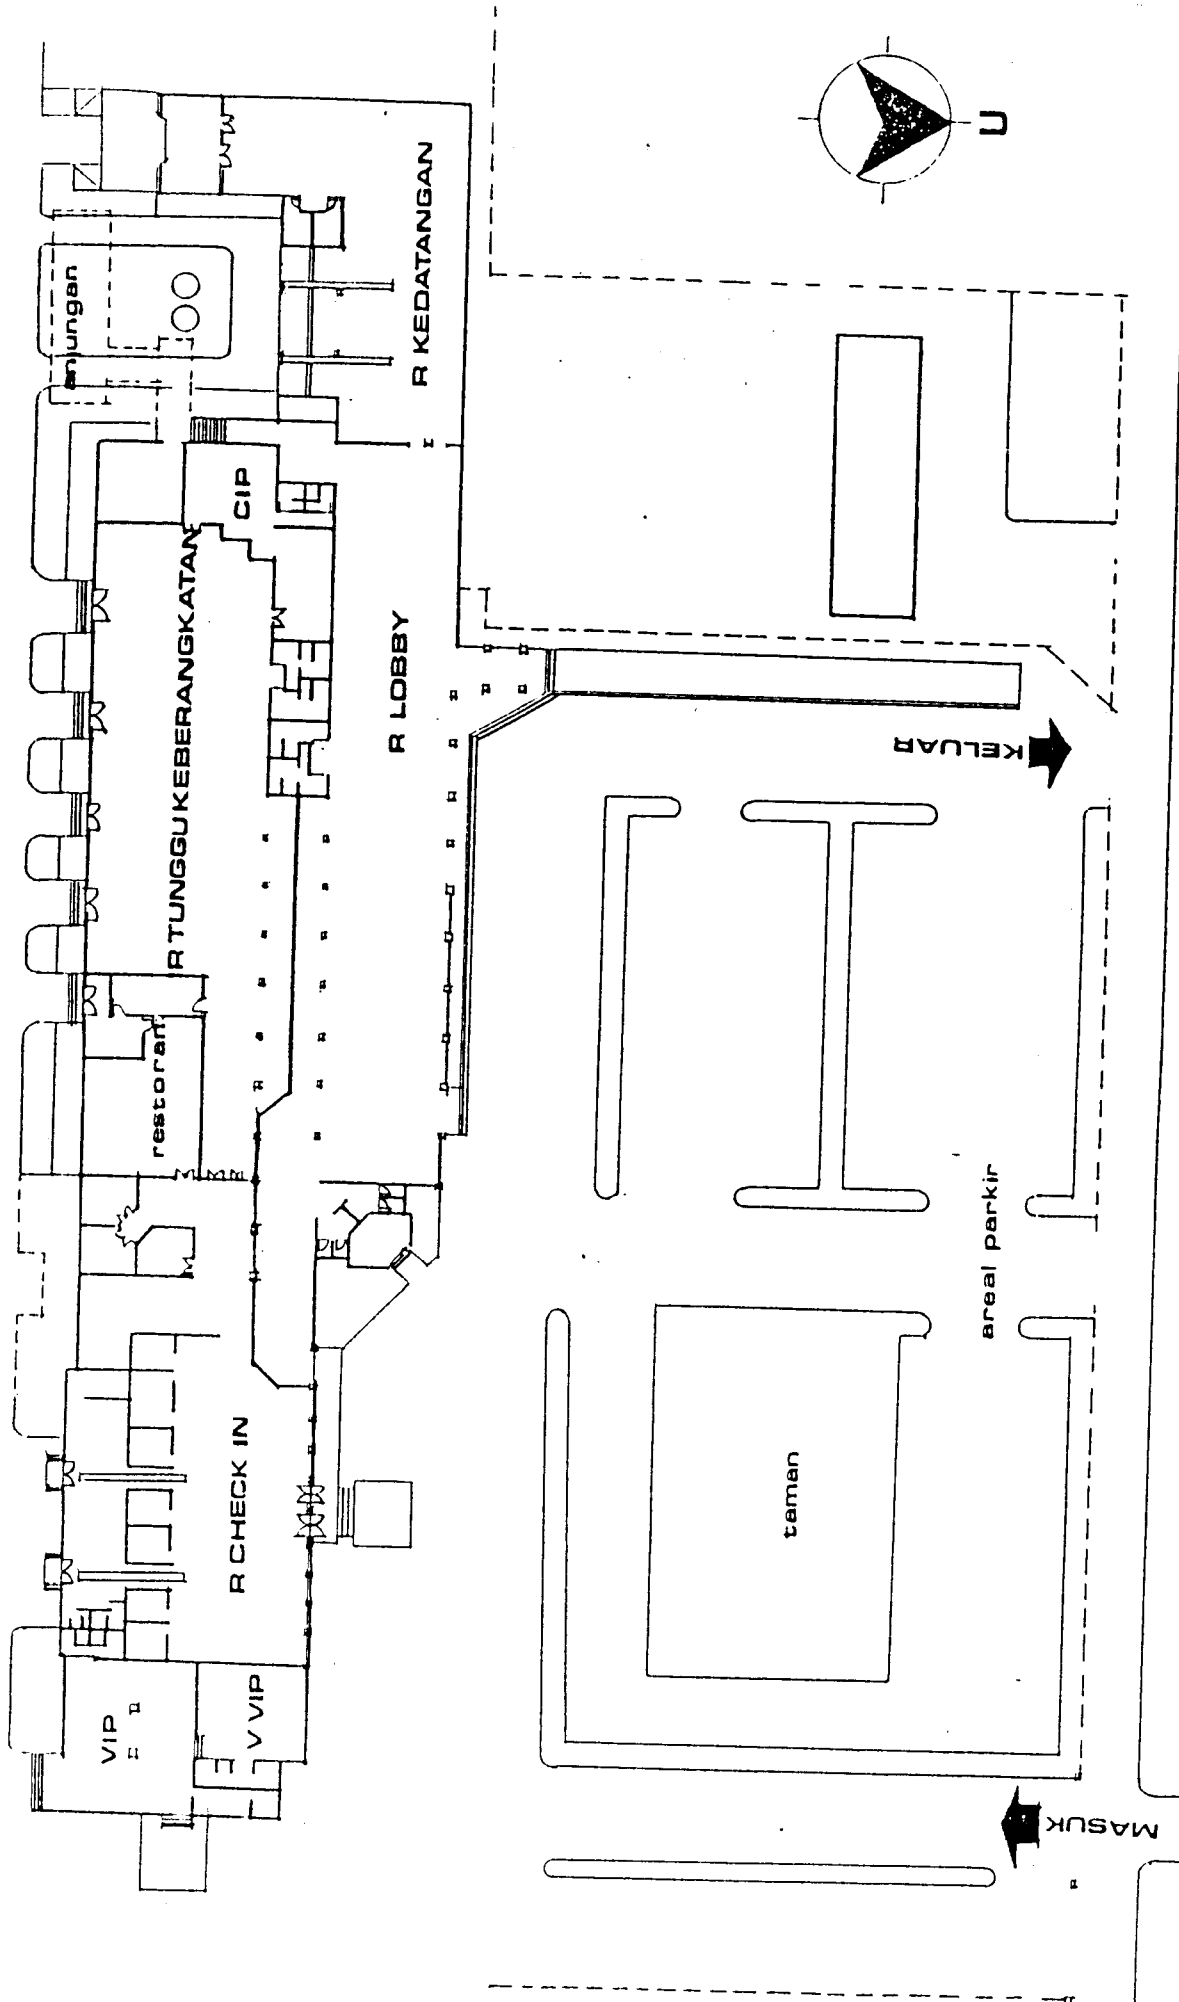 U
anjungan
R KEDATANGAN
CIP
R TUNGGU KEBERANGKATAN
R LOBBY
KELUAR
restoran
areal parkir
R CHECK IN
taman
VIP
V VIP
MASUK